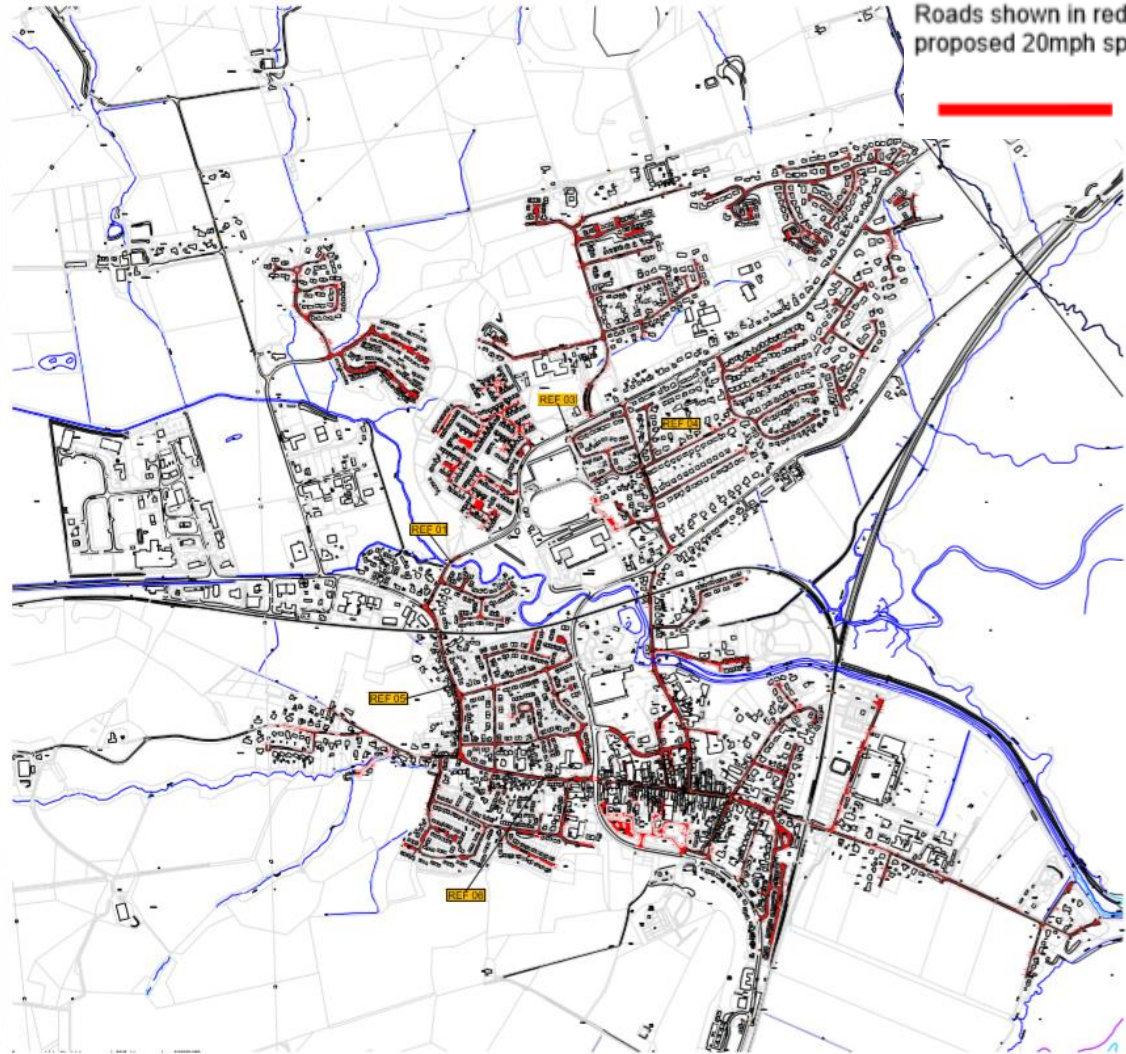 Roads shown in red
proposed 20mph sp
REF 03
REF 04
REF 01
REF 05
REF 06